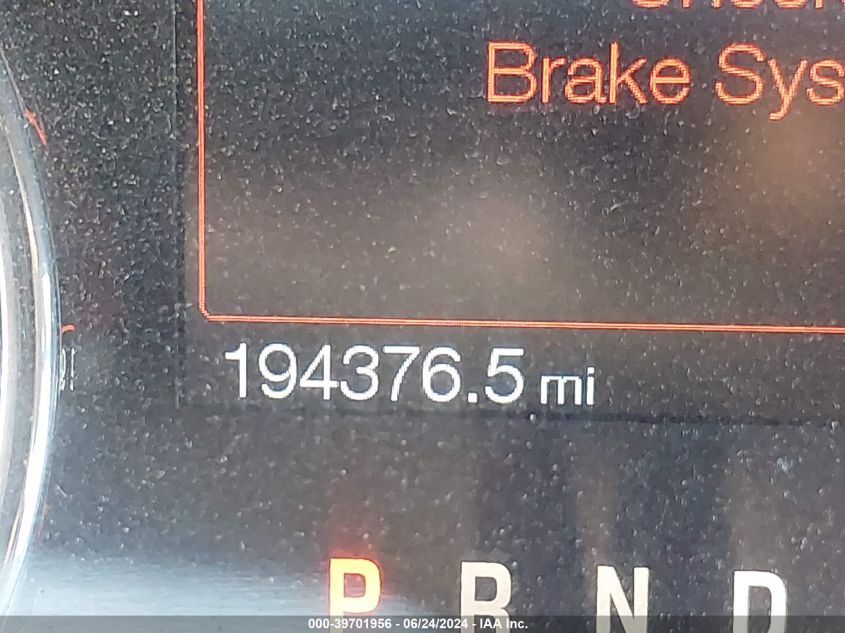 Brake Sys
194376.5 mi
P R N D
000-39701956 - 06/24/2024 - IAA Inc.